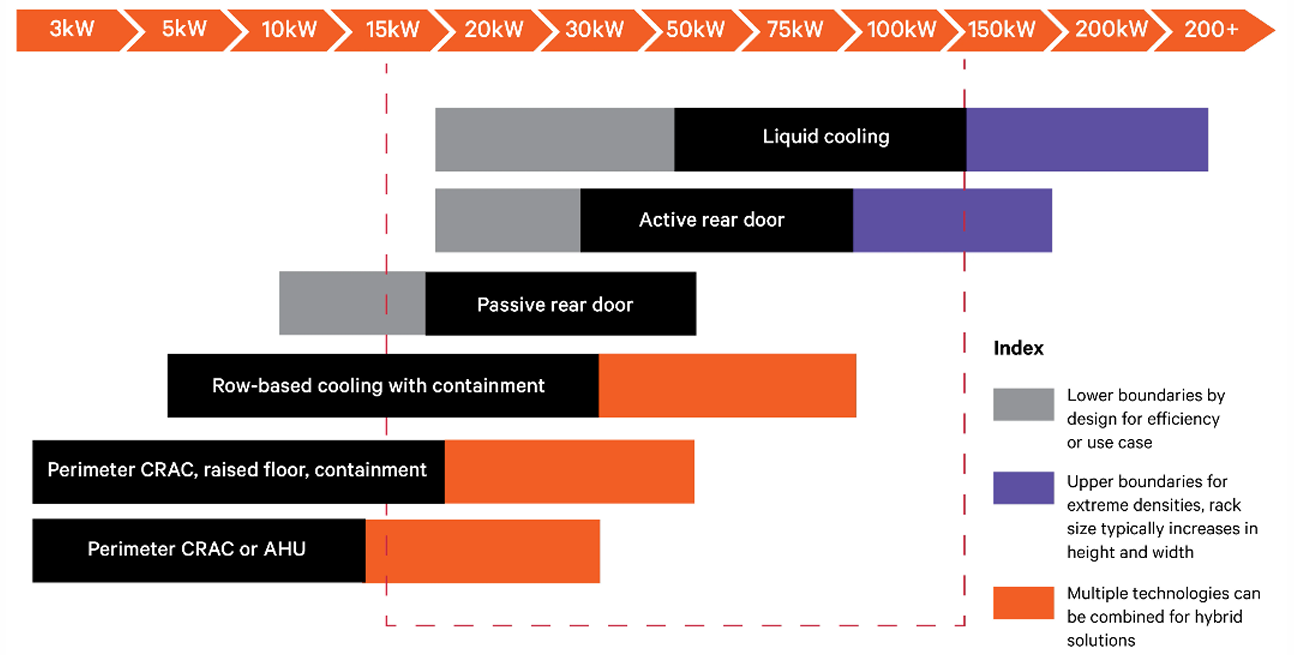 3kW 5kW 10kW 15kW 20kW 30kW 50kW 75kW 100kW 150kW 200kW 200+
Liquid cooling
Active rear door
Passive rear door
Row-based cooling with containment
Perimeter CRAC, raised floor, containment
Perimeter CRAC or AHU
Index
Lower boundaries by
design for efficiency
or use case
Upper boundaries for
extreme densities, rack
size typically increases in
height and width
Multiple technologies can
be combined for hybrid
solutions